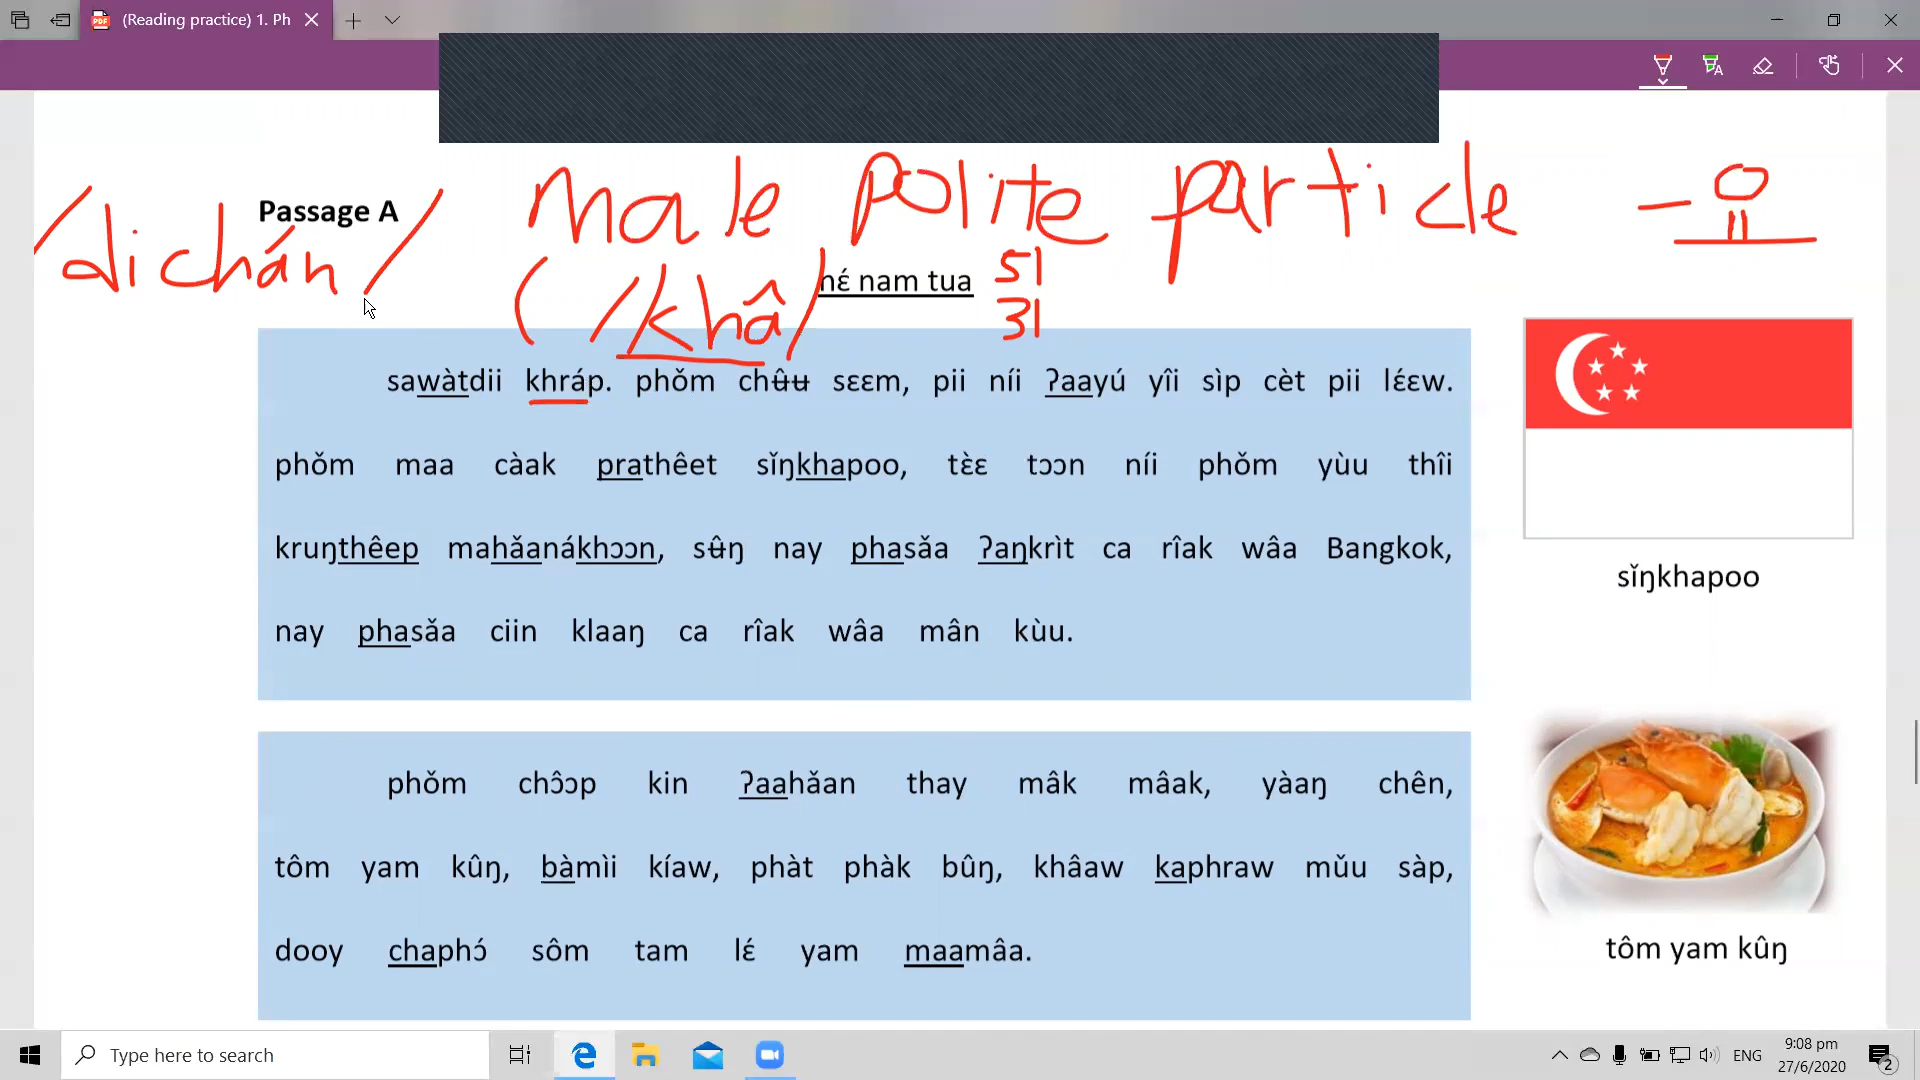 (Reading practice) 1. Ph
male polite particle
Passage A
/dichán/
(/khâ/
nɛ́ nam tua
51
31
sawàtdii khráp. phǒm chʉ̂ʉ sɛɛm, pii níi ʔaayú yîi sìp cèt pii lɛ́ɛw.
phǒm maa càak prathêet sǐŋkhapoo, tɛ̀ɛ tɔɔn níi phǒm yùu thîi
kruŋthêep mahǎanákhɔɔn, sʉ̂ŋ nay phasǎa ʔaŋkrìt ca rîak wâa Bangkok,
nay phasǎa ciin klaaŋ ca rîak wâa mân kùu.
sǐŋkhapoo
phǒm chɔ̂ɔp kin ʔaahǎan thay mâk mâak, yàaŋ chên,
tôm yam kûŋ, bàmìi kíaw, phàt phàk bûŋ, khâaw kaphraw mǔu sàp,
dooy chaphɔ́ sôm tam lɛ́ yam maamâa.
tôm yam kûŋ
Type here to search
ENG
9:08 pm
27/6/2020
2